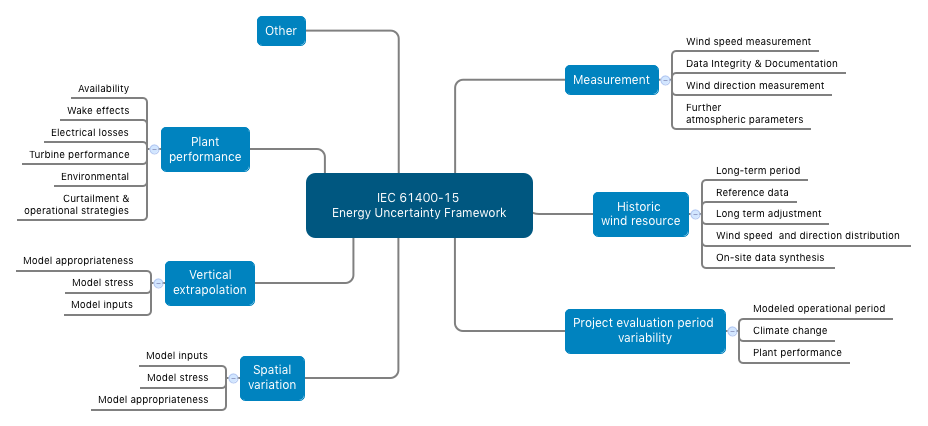 Other
Availability
Wake effects
Electrical losses
Turbine performance
Environmental
Curtailment &
operational strategies
Plant
performance
Model appropriateness
Model stress
Model inputs
Vertical
extrapolation
Model inputs
Model stress
Model appropriateness
Spatial
variation
IEC 61400-15
Energy Uncertainty Framework
Measurement
Wind speed measurement
Data Integrity & Documentation
Wind direction measurement
Further
atmospheric parameters
Historic
wind resource
Long-term period
Reference data
Long term adjustment
Wind speed and direction distribution
On-site data synthesis
Project evaluation period
variability
Modeled operational period
Climate change
Plant performance